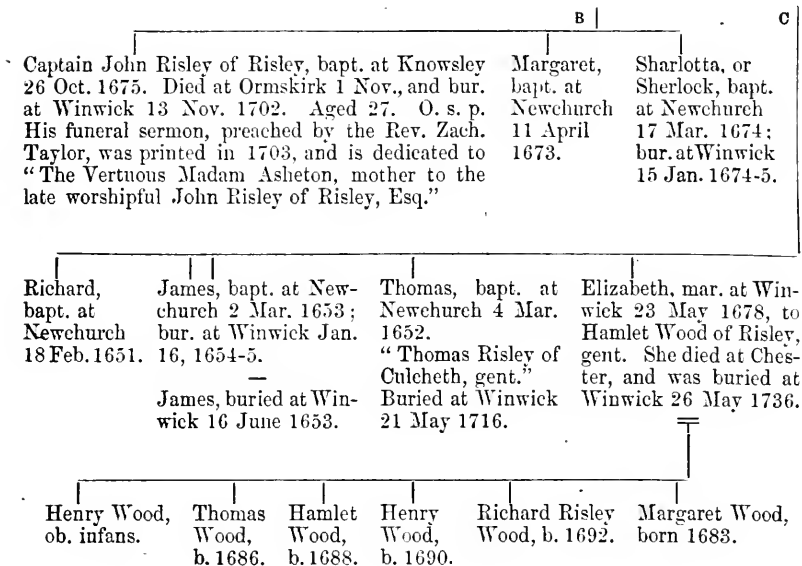 B C
Captain John Risley of Risley, bapt. at Knowsley
26 Oct. 1675. Died at Ormskirk 1 Nov., and bur.
at Winwick 13 Nov. 1702. Aged 27. O. s. p.
His funeral sermon, preached by the Rev. Zach.
Taylor, was printed in 1703, and is dedicated to
“The Vertuous Madam Asheton, mother to the
late worshipful John Risley of Risley, Esq.”
Margaret,
bapt. at
Newchurch
11 April
1673.
Sharlotta, or
Sherlock, bapt.
at Newchurch
17 Mar. 1674;
bur. at Winwick
15 Jan. 1674-5.
Richard,
bapt. at
Newchurch
18 Feb. 1651.
James, bapt. at New-
church 2 Mar. 1653;
bur. at Winwick Jan.
16, 1654-5.
—
James, buried at Win-
wick 16 June 1653.
Thomas, bapt. at
Newchurch 4 Mar.
1652.
“Thomas Risley of
Culcheth, gent.”
Buried at Winwick
21 May 1716.
Elizabeth, mar. at Win-
wick 23 May 1678, to
Hamlet Wood of Risley,
gent. She died at Ches-
ter, and was buried at
Winwick 26 May 1736.
Henry Wood,
ob. infans.
Thomas
Wood,
b. 1686.
Hamlet
Wood,
b. 1688.
Henry
Wood,
b. 1690.
Richard Risley
Wood, b. 1692.
Margaret Wood,
born 1683.